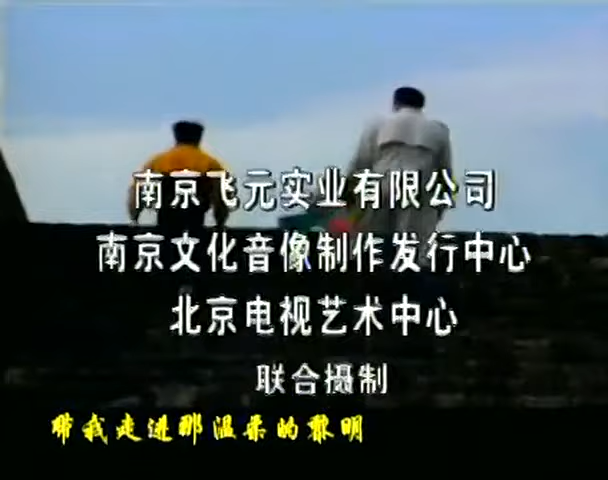 南京飞元实业有限公司
南京文化音像制作发行中心
北京电视艺术中心
联合摄制
带我走进那温柔的黎明